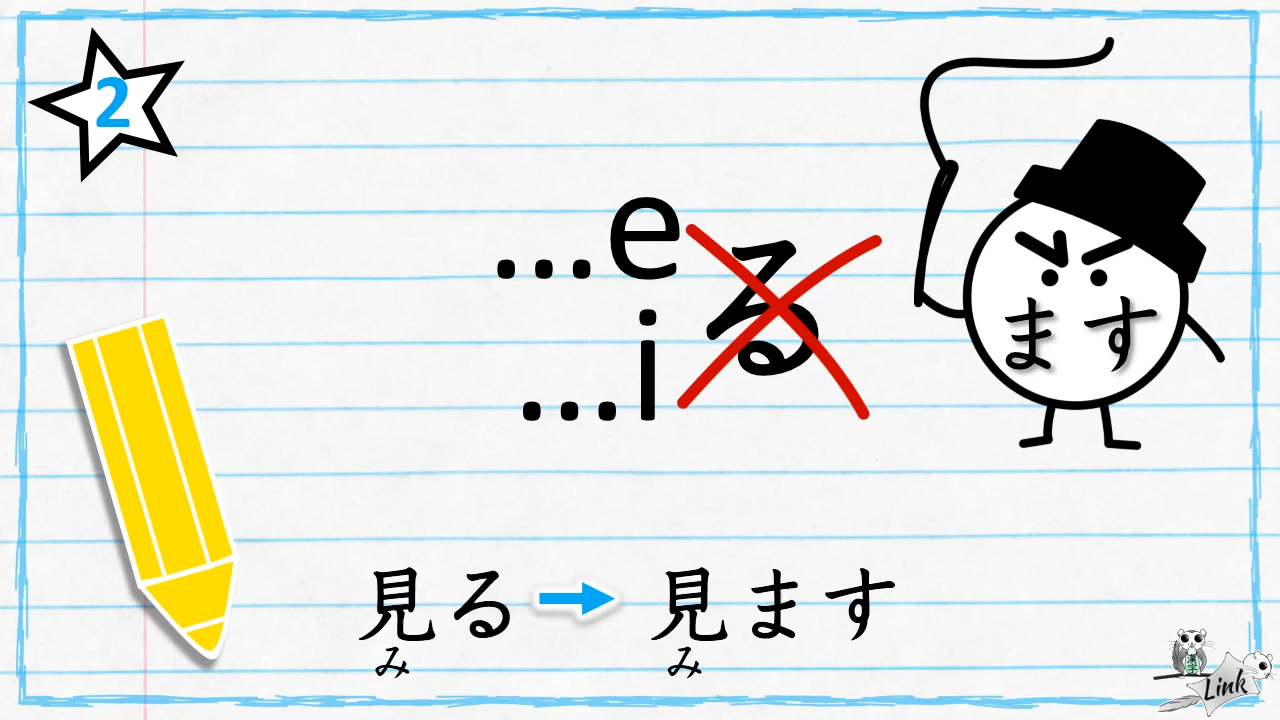 2
...e
る
...i
ます
見る → 見ます
み み
Link